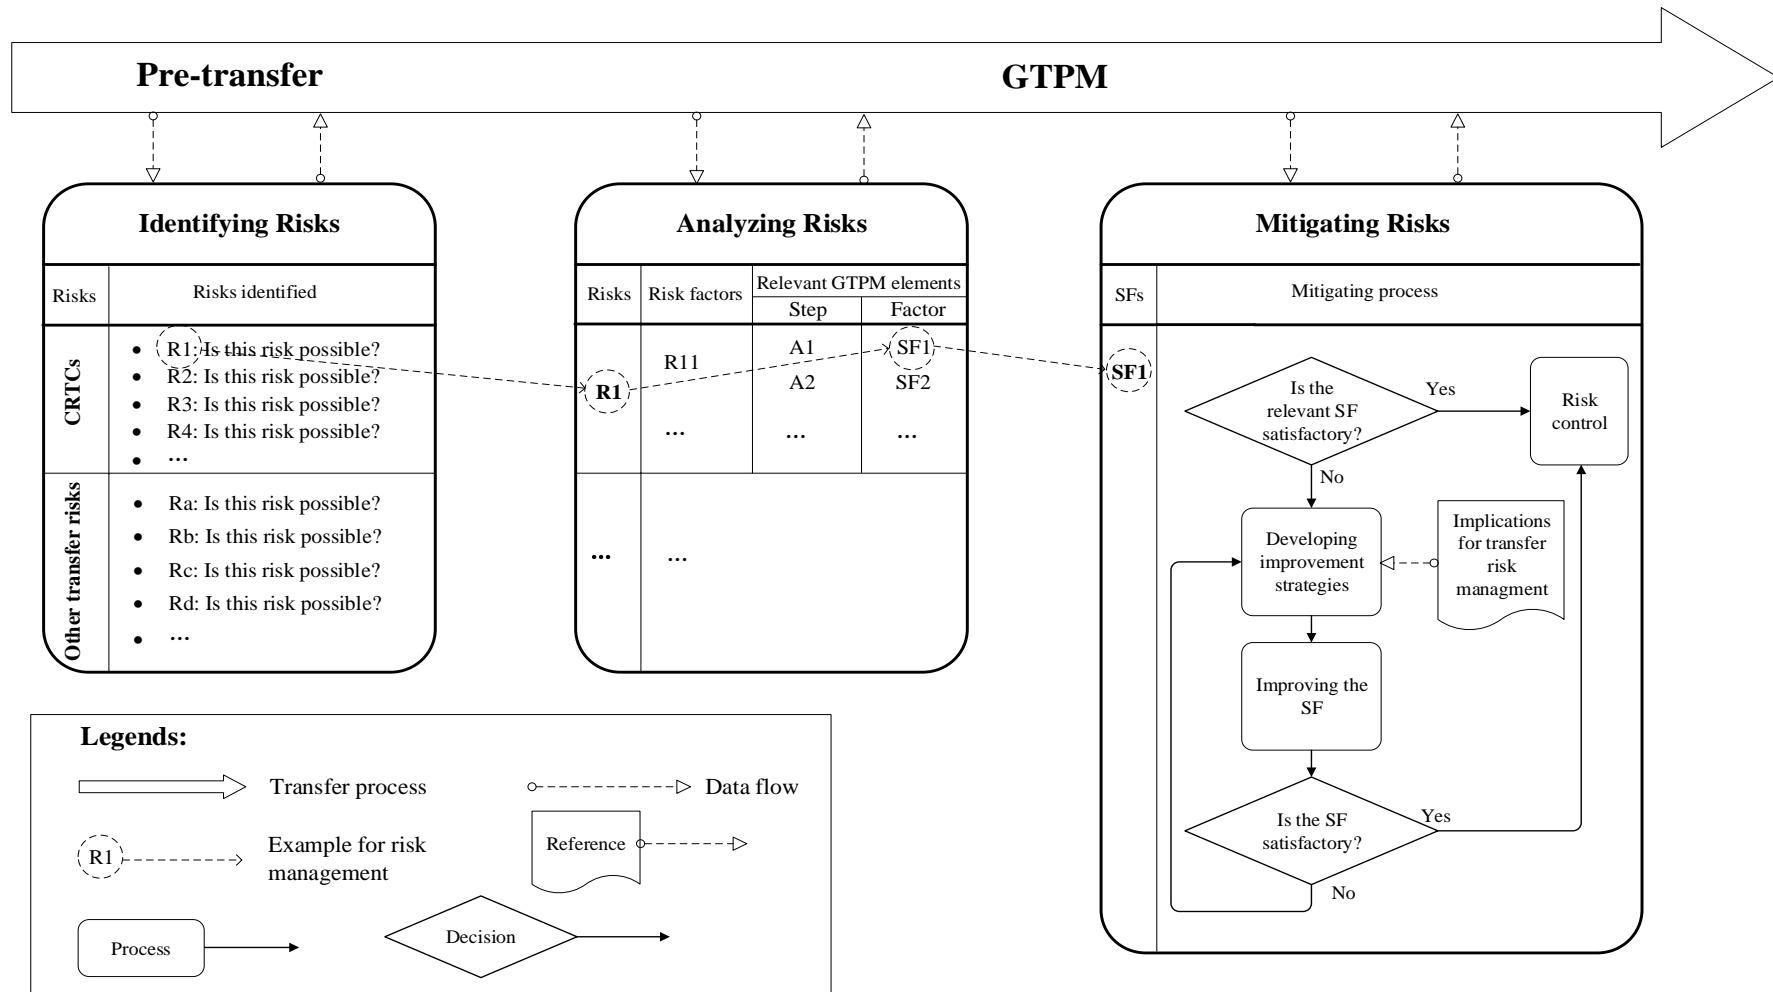 Pre-transfer
GTPM
Identifying Risks
Risks
Risks identified
CRTCs
R1: Is this risk possible?
R2: Is this risk possible?
R3: Is this risk possible?
R4: Is this risk possible?
...
Other transfer risks
Ra: Is this risk possible?
Rb: Is this risk possible?
Rc: Is this risk possible?
Rd: Is this risk possible?
...
Analyzing Risks
Risks
Risk factors
Relevant GTPM elements
Step
Factor
R1
R11
A1
SF1
A2
SF2
...
...
...
...
...
Mitigating Risks
SFs
Mitigating process
SF1
Is the
relevant SF
satisfactory?
Yes
Risk
control
No
Developing
improvement
strategies
Implications
for transfer
risk
managment
Improving the
SF
Is the SF
satisfactory?
Yes
No
Legends:
Transfer process
Data flow
R1
Example for risk
management
Reference
Process
Decision